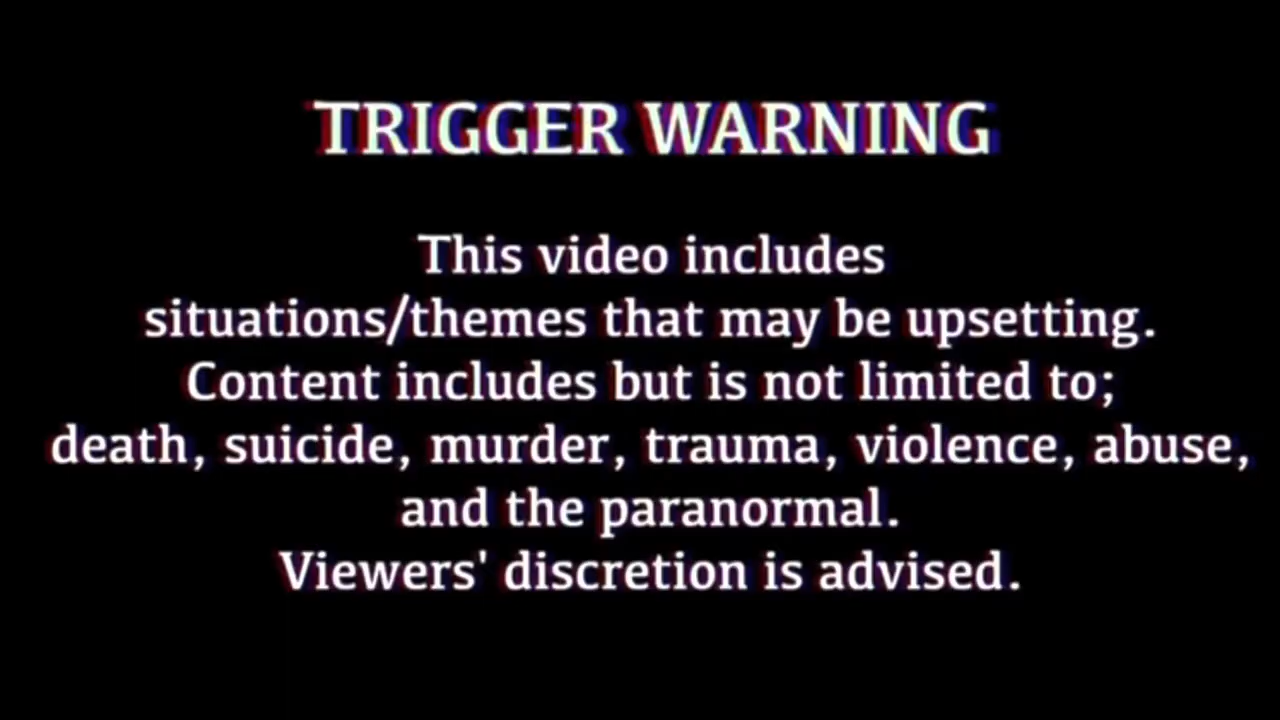 TRIGGER WARNING
This video includes
situations/themes that may be upsetting.
Content includes but is not limited to;
death, suicide, murder, trauma, violence, abuse,
and the paranormal.
Viewers' discretion is advised.